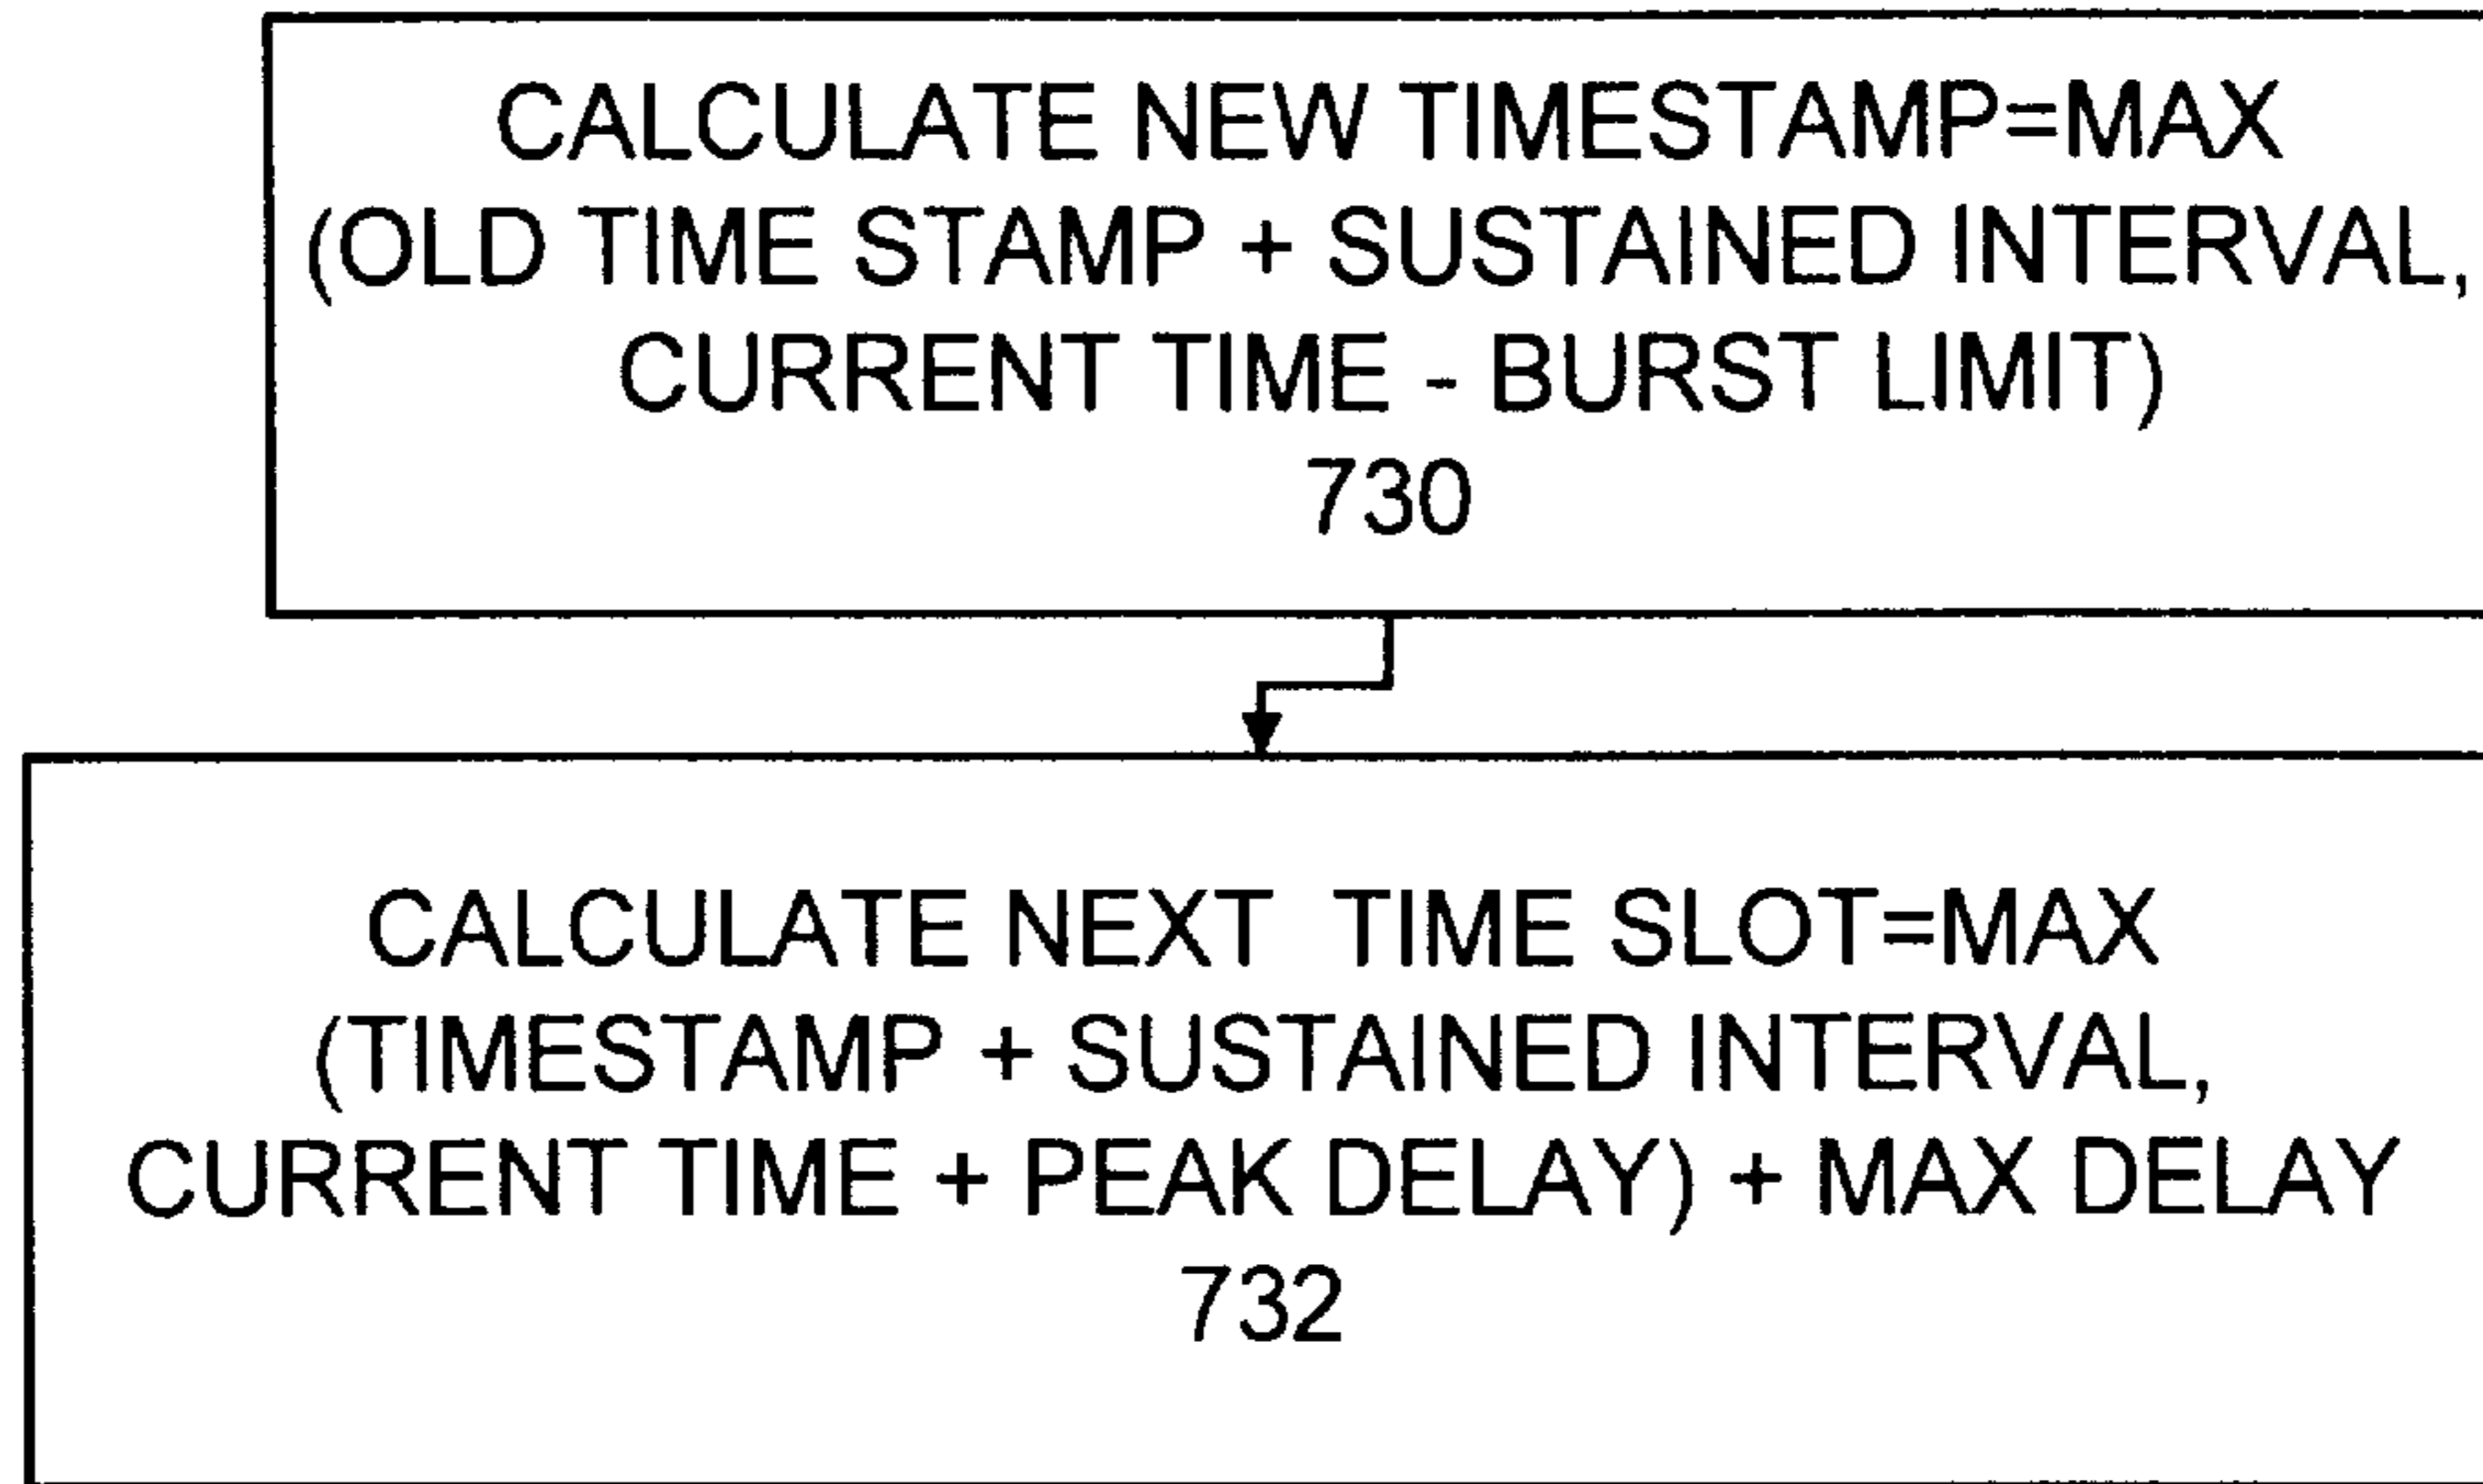 CALCULATE NEW TIMESTAMP=MAX
(OLD TIME STAMP + SUSTAINED INTERVAL,
CURRENT TIME - BURST LIMIT)
730
CALCULATE NEXT TIME SLOT=MAX
(TIMESTAMP + SUSTAINED INTERVAL,
CURRENT TIME + PEAK DELAY) + MAX DELAY
732